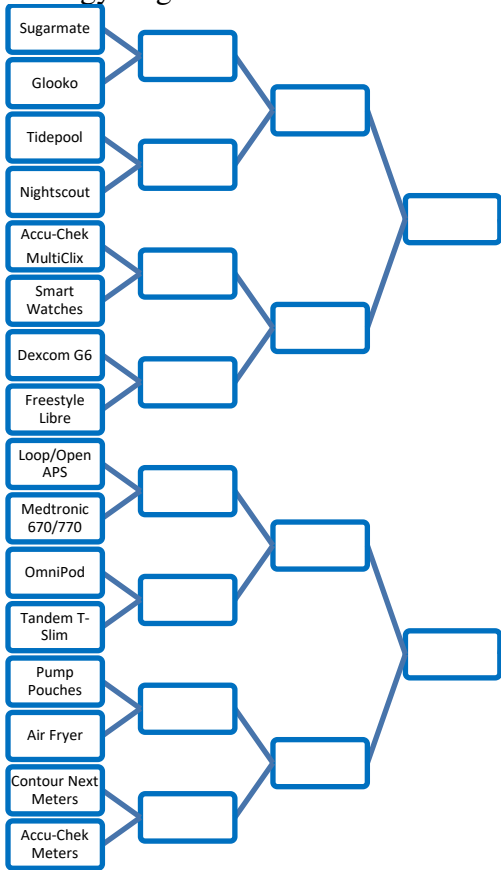 Sugarmate
Glooko
Tidepool
Nightscout
Accu-Chek
MultiClix
Smart
Watches
Dexcom G6
Freestyle
Libre
Loop/Open
APS
Medtronic
670/770
OmniPod
Tandem T-
Slim
Pump
Pouches
Air Fryer
Contour Next
Meters
Accu-Chek
Meters